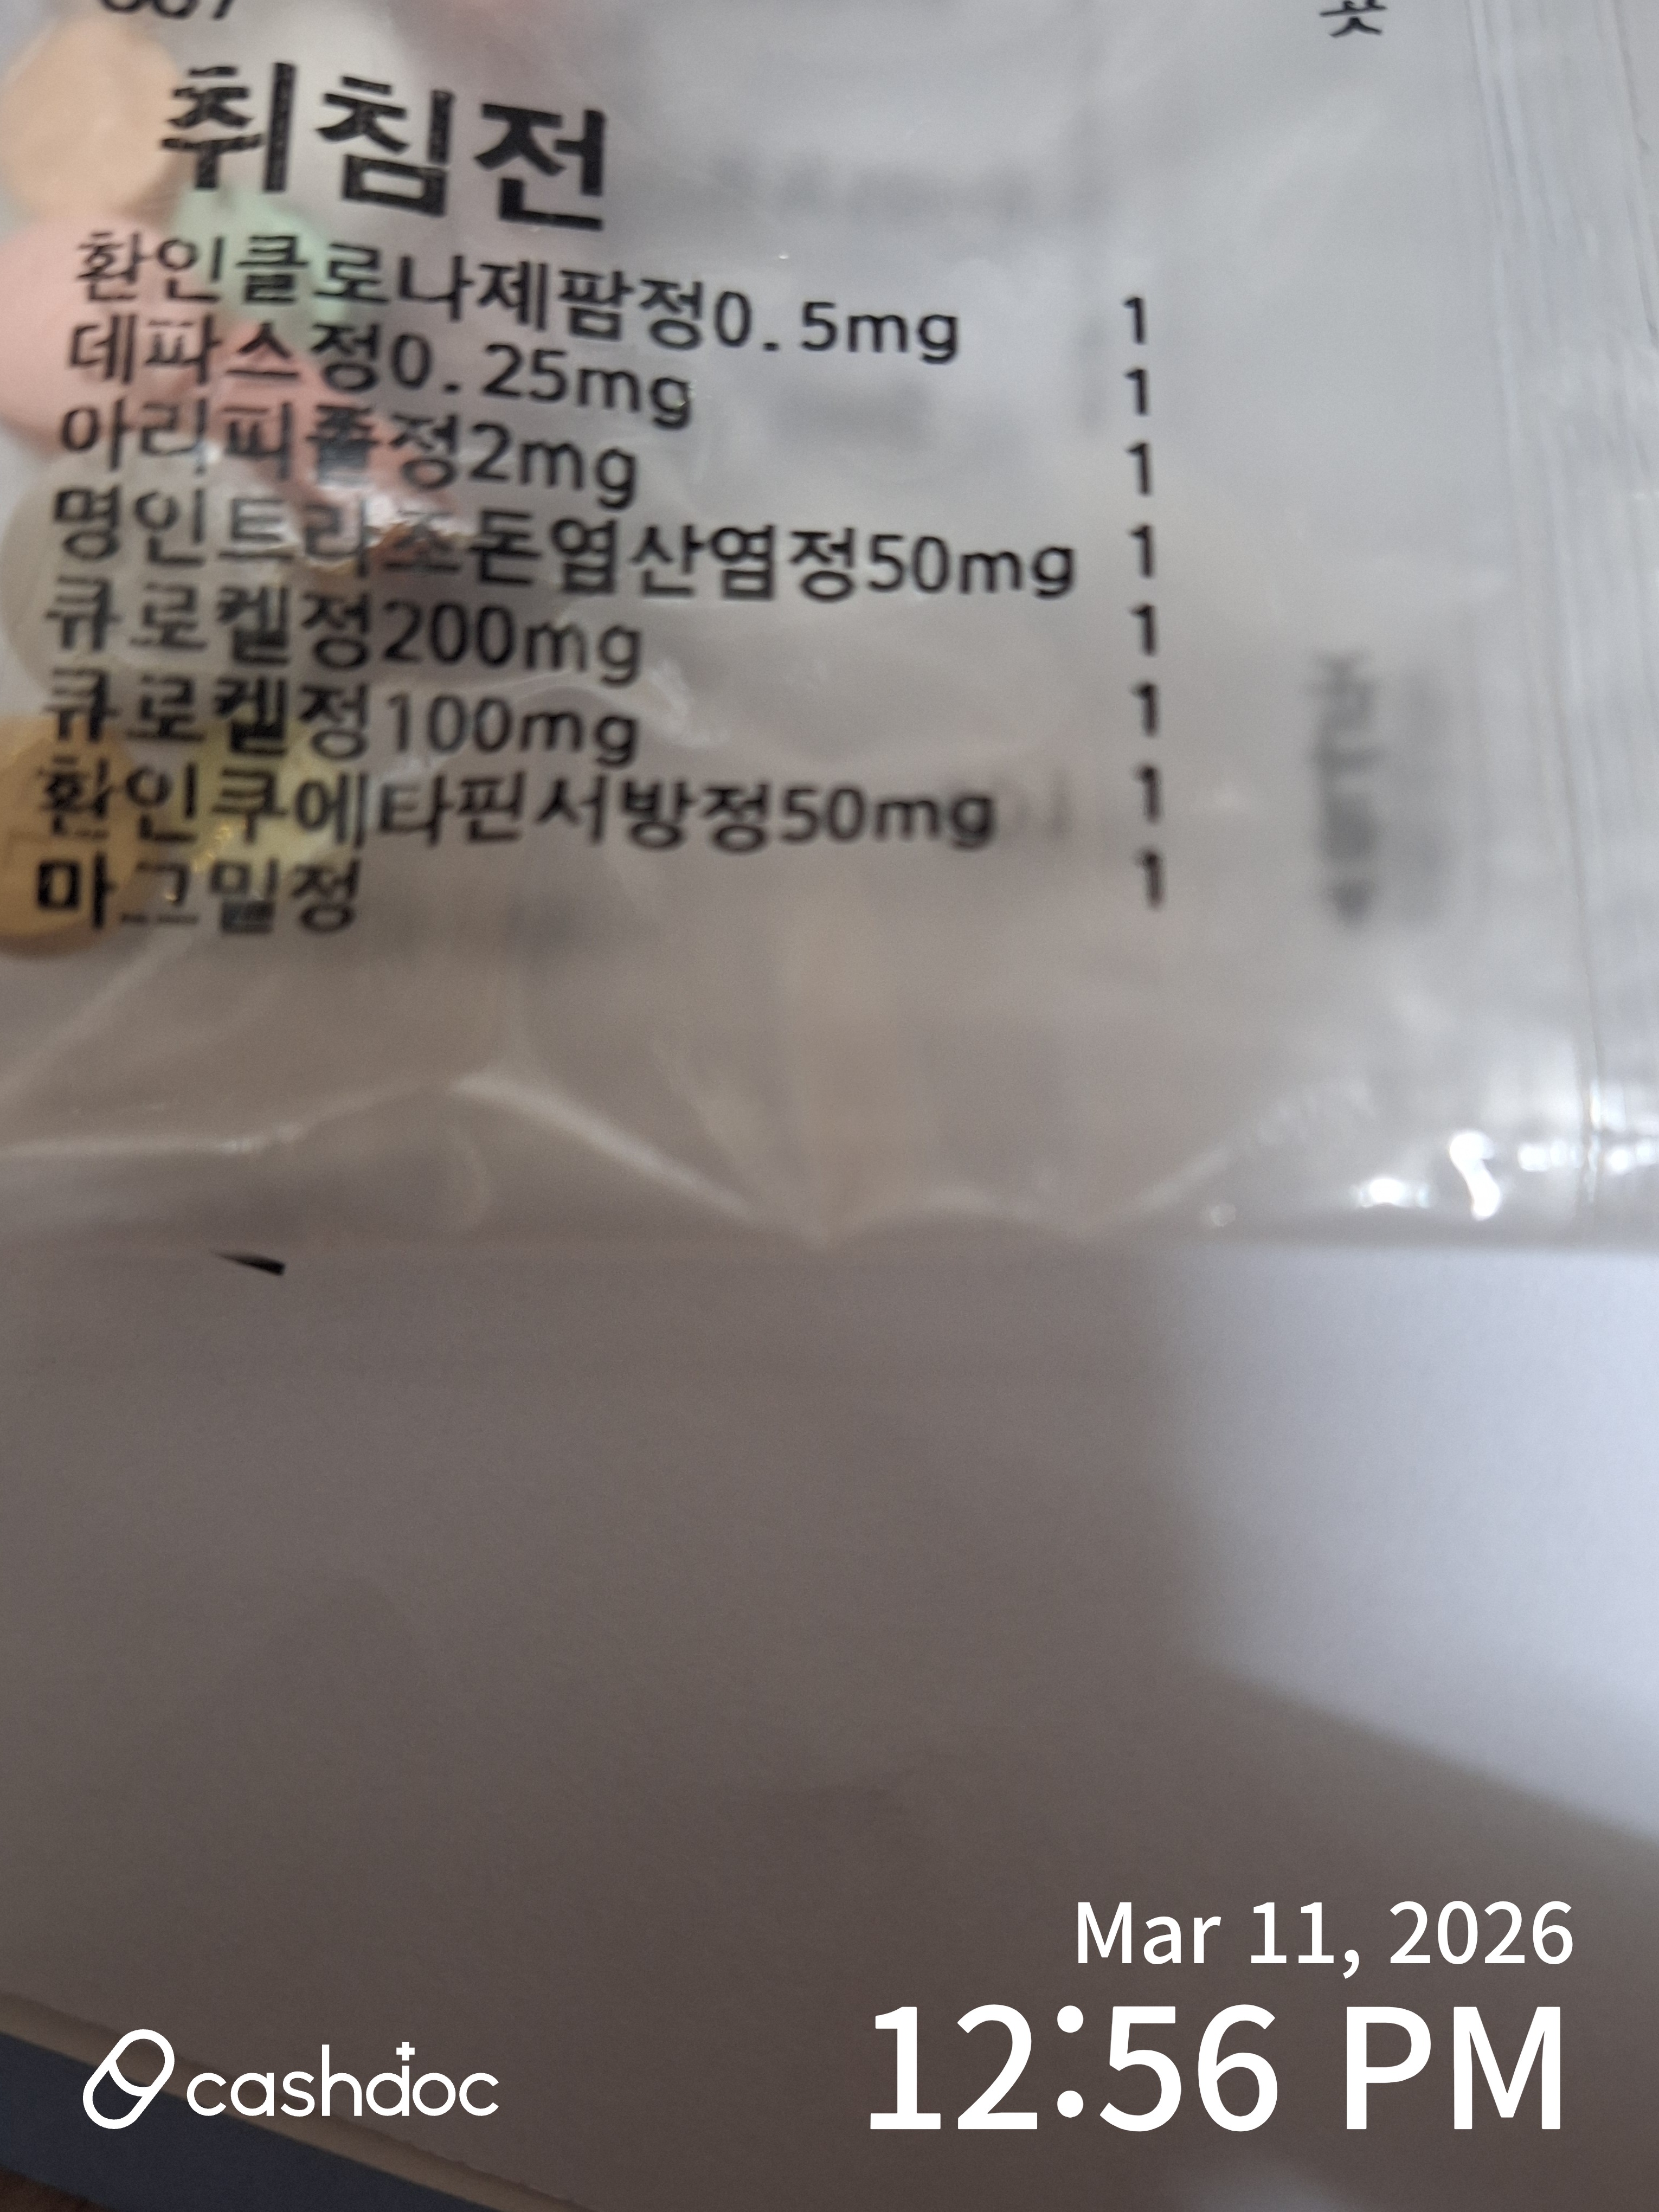 취침전
환인클로나제팜정0.5mg 1
데파스정0.25mg 1
아리피졸정2mg 1
명인트라조돈염산염정50mg 1
큐로켈정200mg 1
큐로켈정100mg 1
환인쿠에타핀서방정50mg 1
마그밀정 1
Mar 11, 2026
12:56 PM
cashdoc